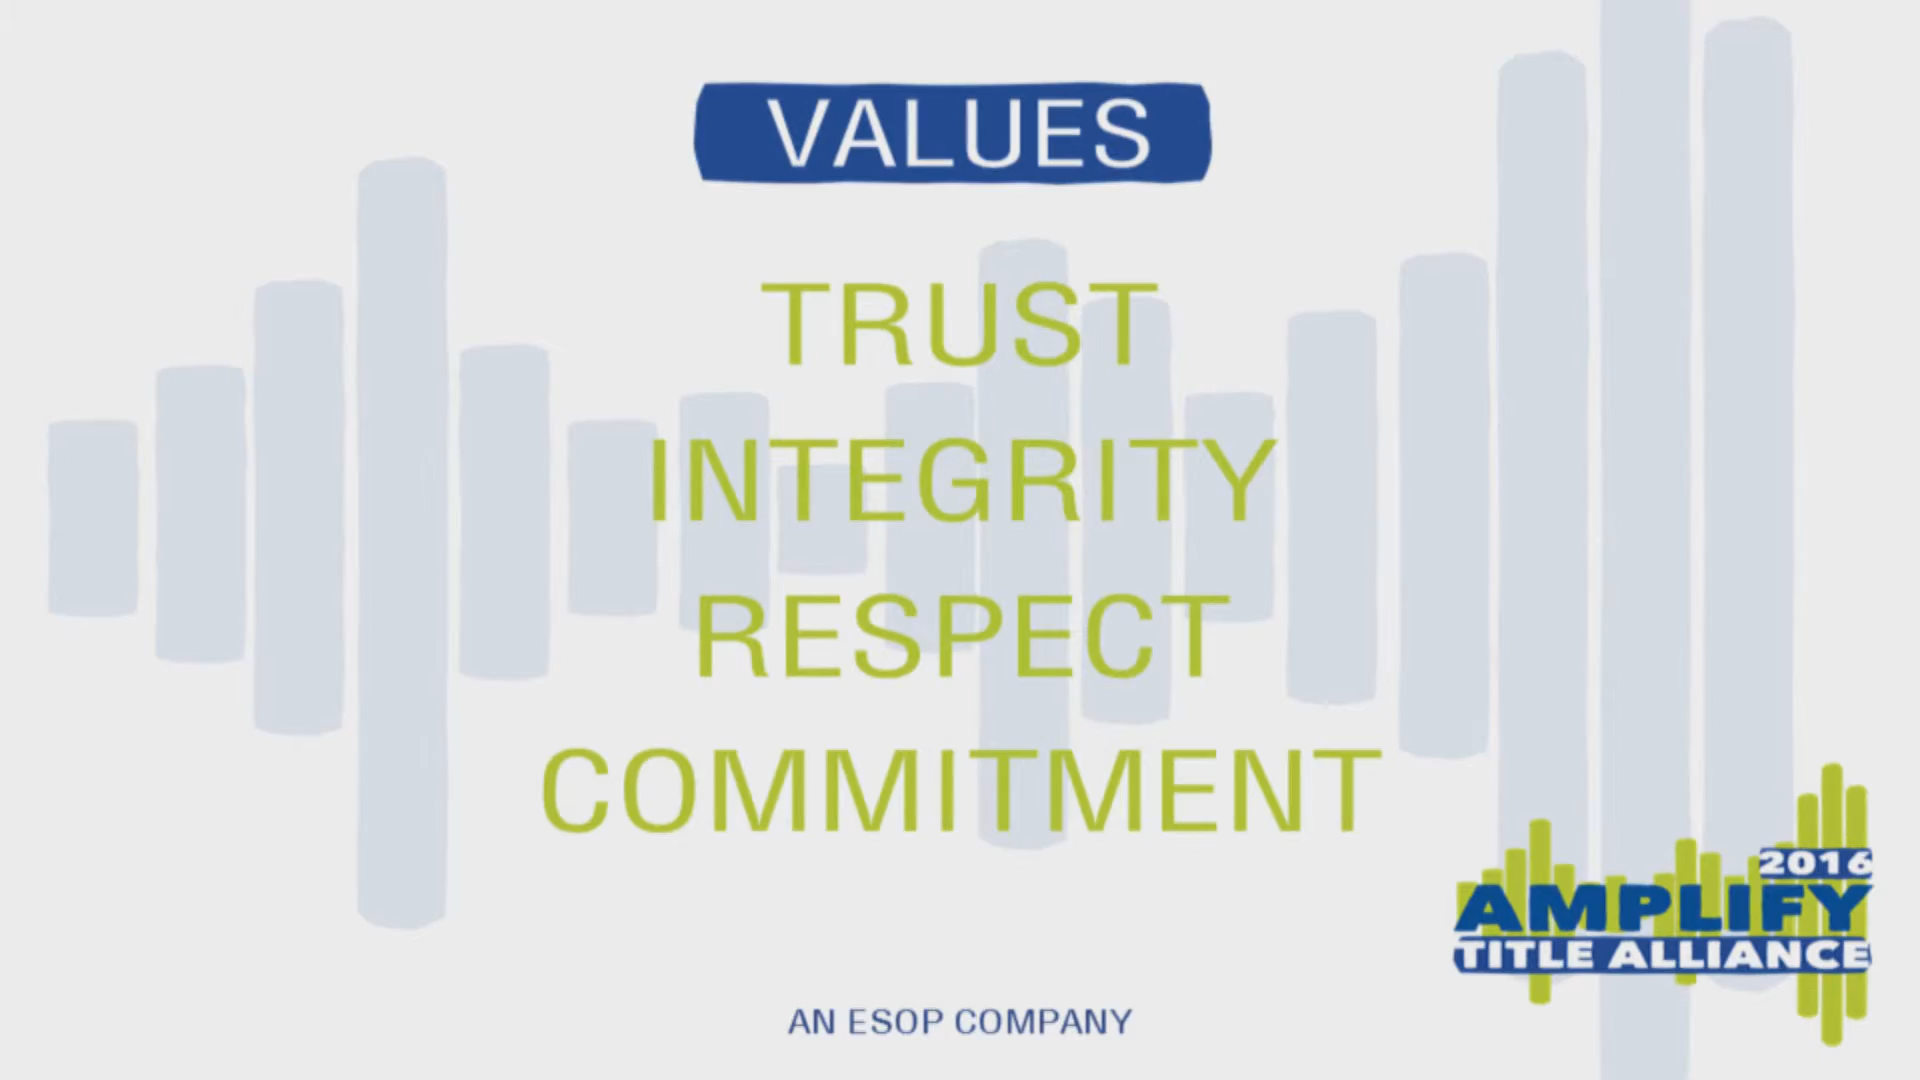 VALUES
TRUST
INTEGRITY
RESPECT
COMMITMENT
2016
AMPLIFY
TITLE ALLIANCE
AN ESOP COMPANY